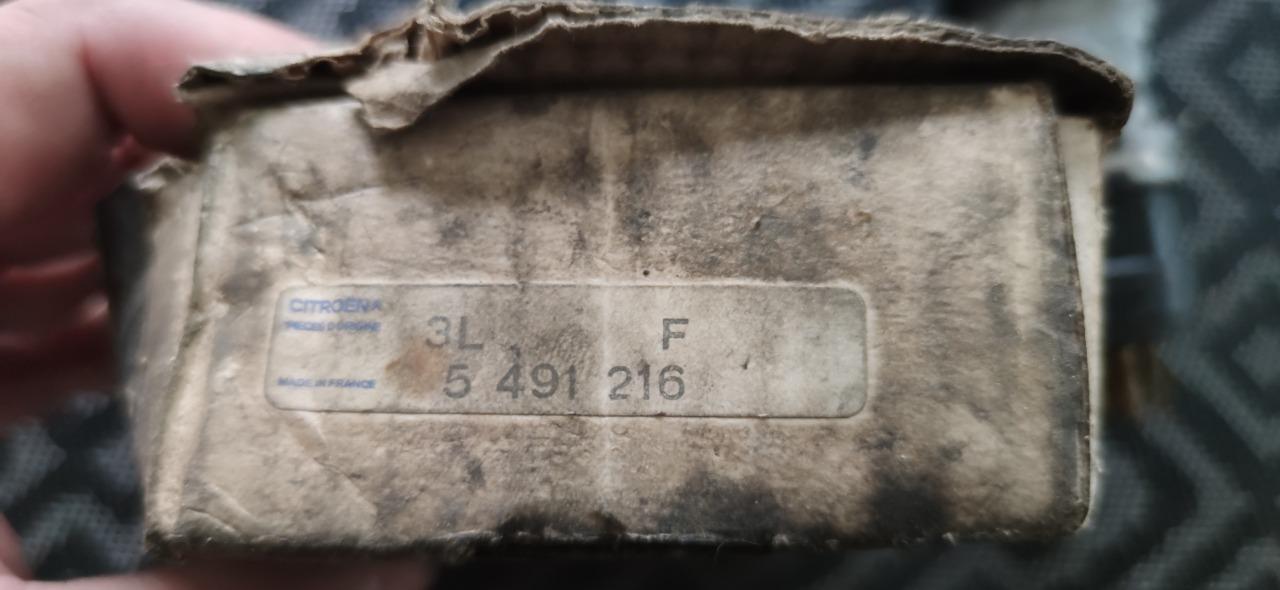 CITROËN
PIECES D'ORIGINE
3L F
5 491 216
MADE IN FRANCE